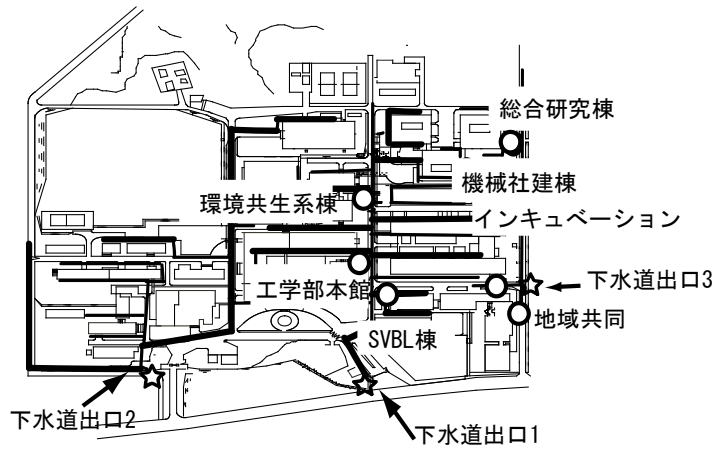 総合研究棟
機械社建棟
環境共生系棟
インキュベーション
工学部本館
下水道出口3
地域共同
SVBL棟
下水道出口2
下水道出口1